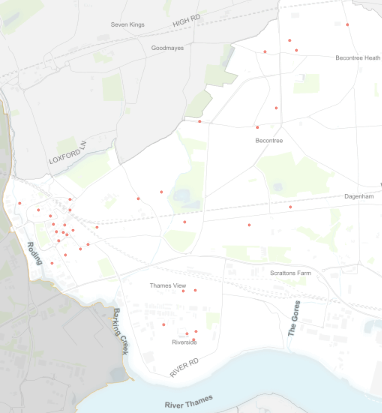 Seven Kings
HIGH RD
Goodmayes
Becontree Heath
Becontree
LOXFORD LN
Dagenham
Roding
Scrattons Farm
Thames View
Barking Creek
The Gores
Riverside
RIVER RD
River Thames